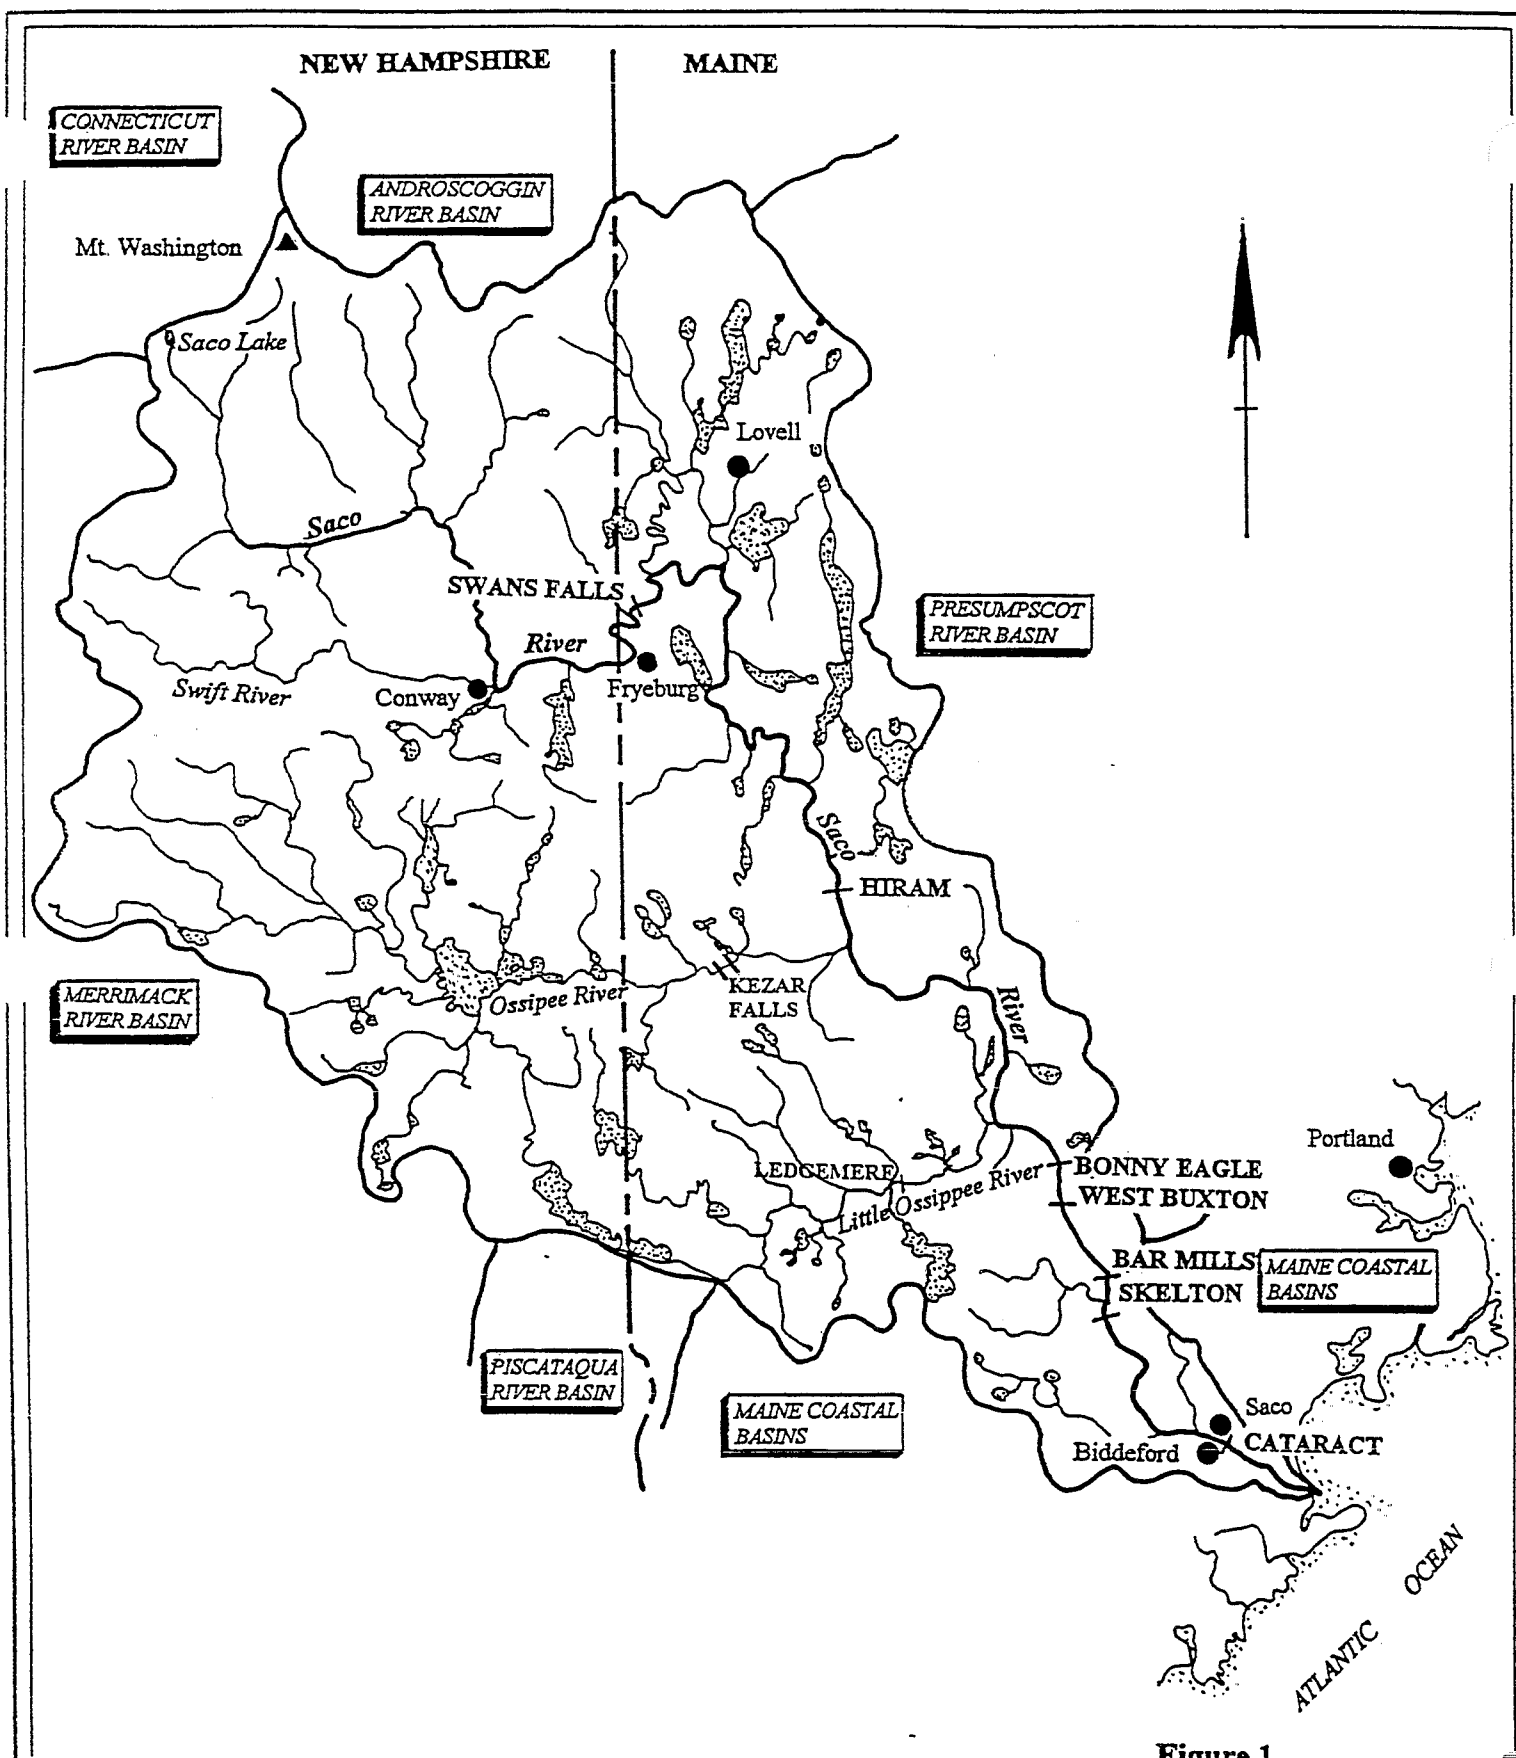 NEW HAMPSHIRE
MAINE
CONNECTICUT
RIVER BASIN
ANDROSCOGGIN
RIVER BASIN
Mt. Washington
Saco Lake
Lovell
Saco
SWANS FALLS
PRESUMPSCOT
RIVER BASIN
River
Swift River
Conway
Fryeburg
Saco
HIRAM
MERRIMACK
RIVER BASIN
Ossipee River
KEZAR
FALLS
River
Portland
LEDGEMERE
Little Ossippee River
BONNY EAGLE
WEST BUXTON
BAR MILLS
SKELTON
MAINE COASTAL
BASINS
PISCATAQUA
RIVER BASIN
MAINE COASTAL
BASINS
Saco
CATARACT
Biddeford
ATLANTIC OCEAN
Figure 1